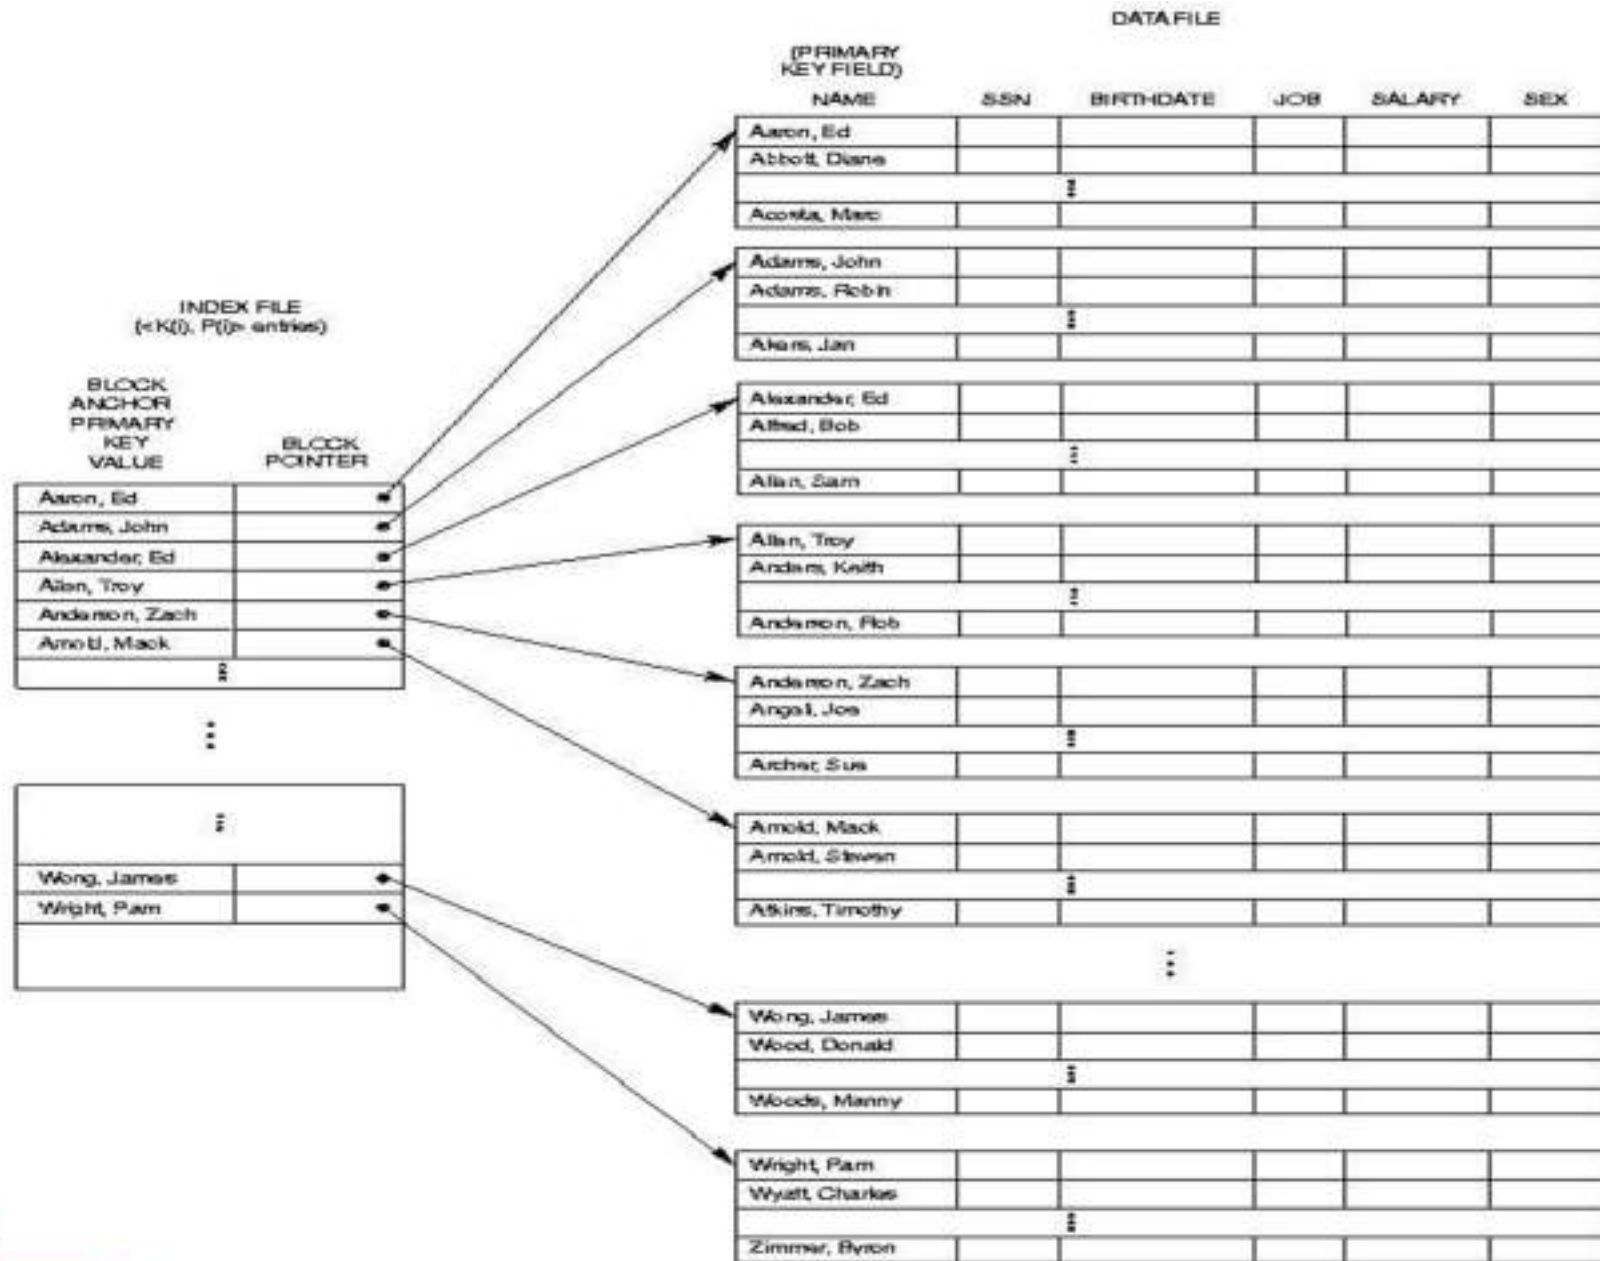 DATA FILE
(PRIMARY
KEY FIELD)
NAME SSN BIRTHDATE JOB SALARY SEX
Aaron, Ed
Abbott, Diane
Acosta, Marc
Adams, John
Adams, Robin
Akers, Jan
Alexander, Ed
Alfred, Bob
Allen, Sam
Allen, Troy
Anders, Keith
Anderson, Rob
Anderson, Zach
Angeli, Joe
Archer, Sue
Arnold, Mack
Arnold, Steven
Atkins, Timothy
Wong, James
Wood, Donald
Woods, Manny
Wright, Pam
Wyatt, Charles
Zimmer, Byron
INDEX FILE
(<K(i), P(i)> entries)
BLOCK
ANCHOR
PRIMARY
KEY
VALUE
BLOCK
POINTER
Aaron, Ed
Adams, John
Alexander, Ed
Allen, Troy
Anderson, Zach
Arnold, Mack
Wong, James
Wright, Pam